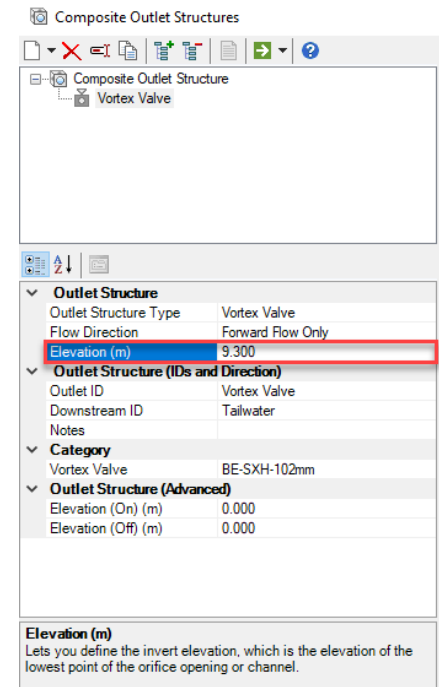 Composite Outlet Structures
Composite Outlet Structure
Vortex Valve
Outlet Structure
Outlet Structure Type Vortex Valve
Flow Direction Forward Flow Only
Elevation (m) 9.300
Outlet Structure (IDs and Direction)
Outlet ID Vortex Valve
Downstream ID Tailwater
Notes
Category
Vortex Valve BE-SXH-102mm
Outlet Structure (Advanced)
Elevation (On) (m) 0.000
Elevation (Off) (m) 0.000
Elevation (m)
Lets you define the invert elevation, which is the elevation of the
lowest point of the orifice opening or channel.